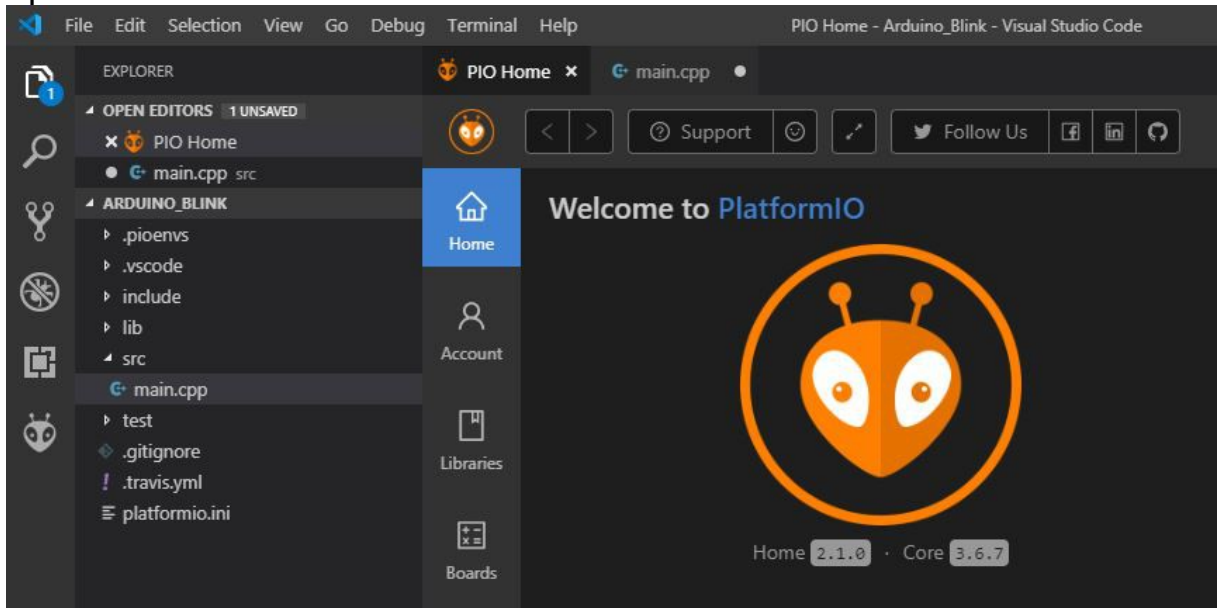 File Edit Selection View Go Debug Terminal Help PIO Home - Arduino_Blink - Visual Studio Code
1
EXPLORER
OPEN EDITORS 1 UNSAVED
PIO Home
main.cpp src
ARDUINO_BLINK
.pioenvs
.vscode
include
lib
src
main.cpp
test
.gitignore
.travis.yml
platformio.ini
PIO Home main.cpp
Support Follow Us
Home
Account
Libraries
Boards
Welcome to PlatformIO
Home 2.1.0 · Core 3.6.7